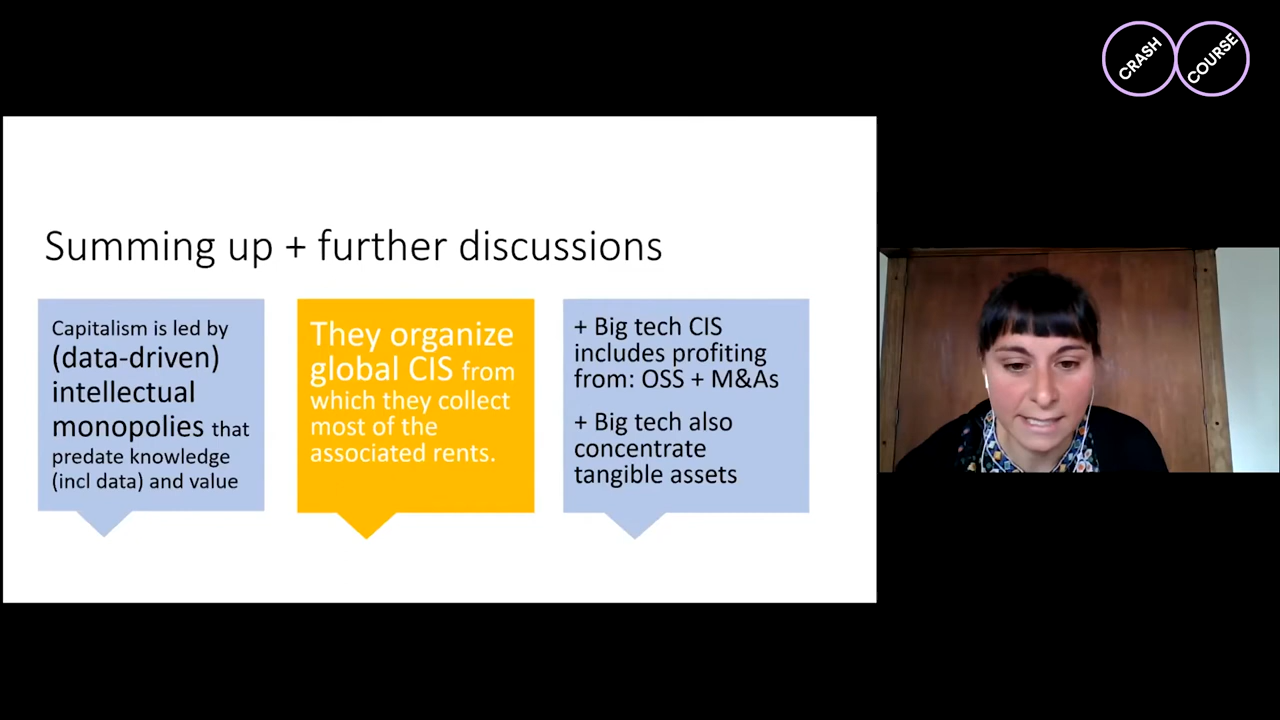 CRASH COURSE
Summing up + further discussions
Capitalism is led by
(data-driven)
intellectual
monopolies that
predate knowledge
(incl data) and value
They organize
global CIS from
which they collect
most of the
associated rents.
+ Big tech CIS
includes profiting
from: OSS + M&As
+ Big tech also
concentrate
tangible assets